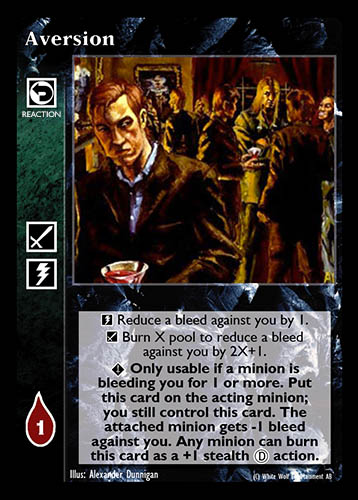 Aversion
REACTION
Reduce a bleed against you by 1.
Burn X pool to reduce a bleed
against you by 2X+1.
Only usable if a minion is
bleeding you for 1 or more. Put
this card on the acting minion;
you still control this card. The
attached minion gets -1 bleed
against you. Any minion can burn
this card as a +1 stealth D action.
1
Illus: Alexander Dunnigan
(C) White Wolf Entertainment AB